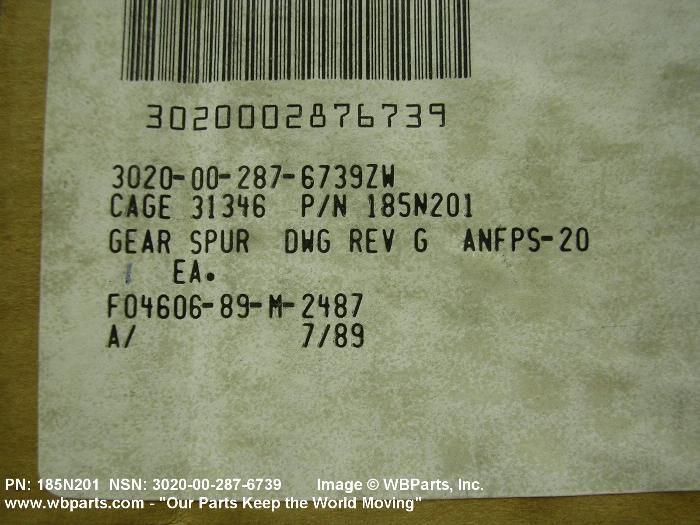 3020002876739
3020-00-287-6739ZW
CAGE 31346 P/N 185N201
GEAR SPUR DWG REV G ANFPS-20
1 EA.
F04606-89-M-2487
A/ 7/89
PN: 185N201 NSN: 3020-00-287-6739 Image © WBParts, Inc.
www.wbparts.com - "Our Parts Keep the World Moving"